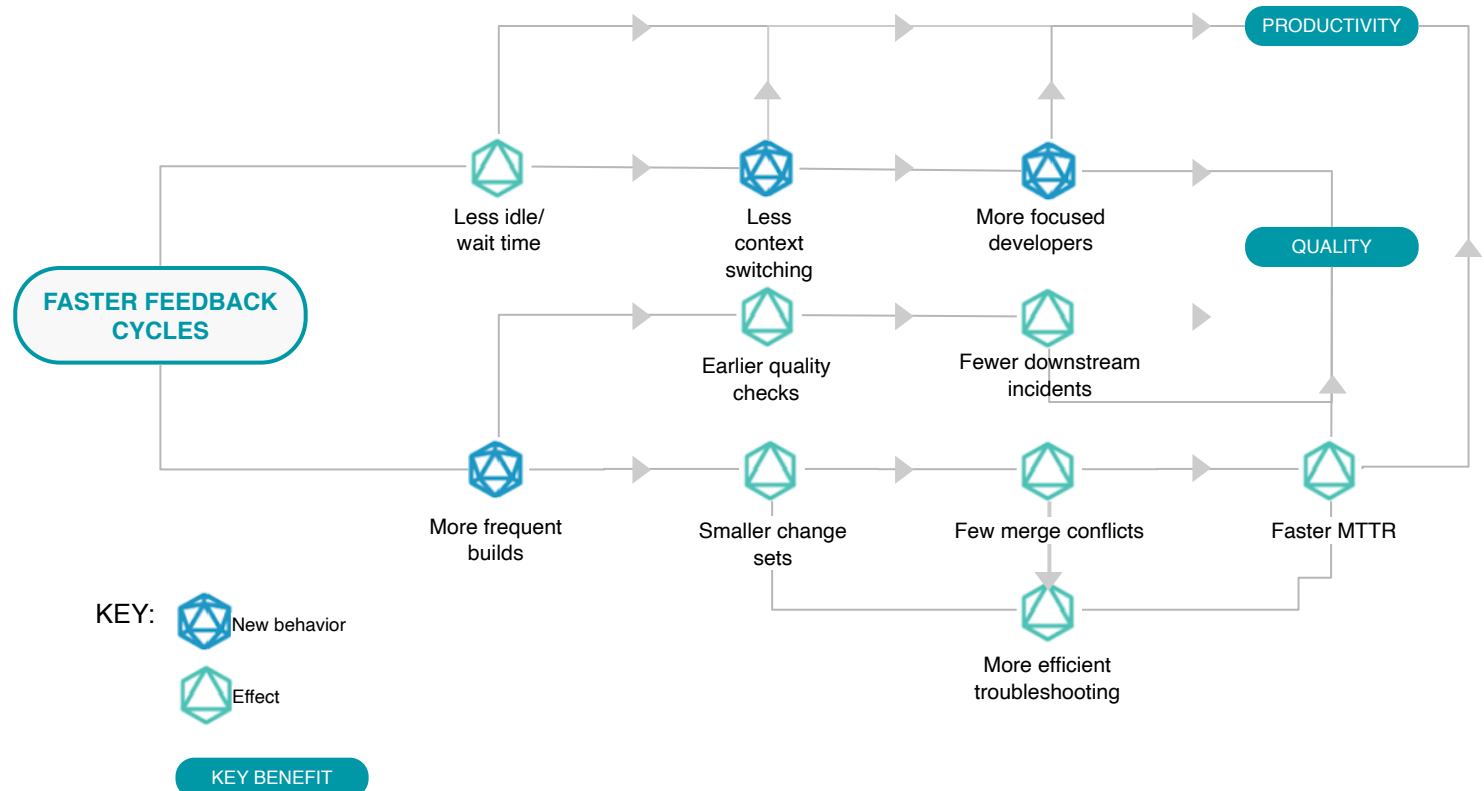 PRODUCTIVITY
Less idle/
wait time
Less
context
switching
More focused
developers
QUALITY
FASTER FEEDBACK
CYCLES
Earlier quality
checks
Fewer downstream
incidents
More frequent
builds
Smaller change
sets
Few merge conflicts
Faster MTTR
More efficient
troubleshooting
KEY:
New behavior
Effect
KEY BENEFIT